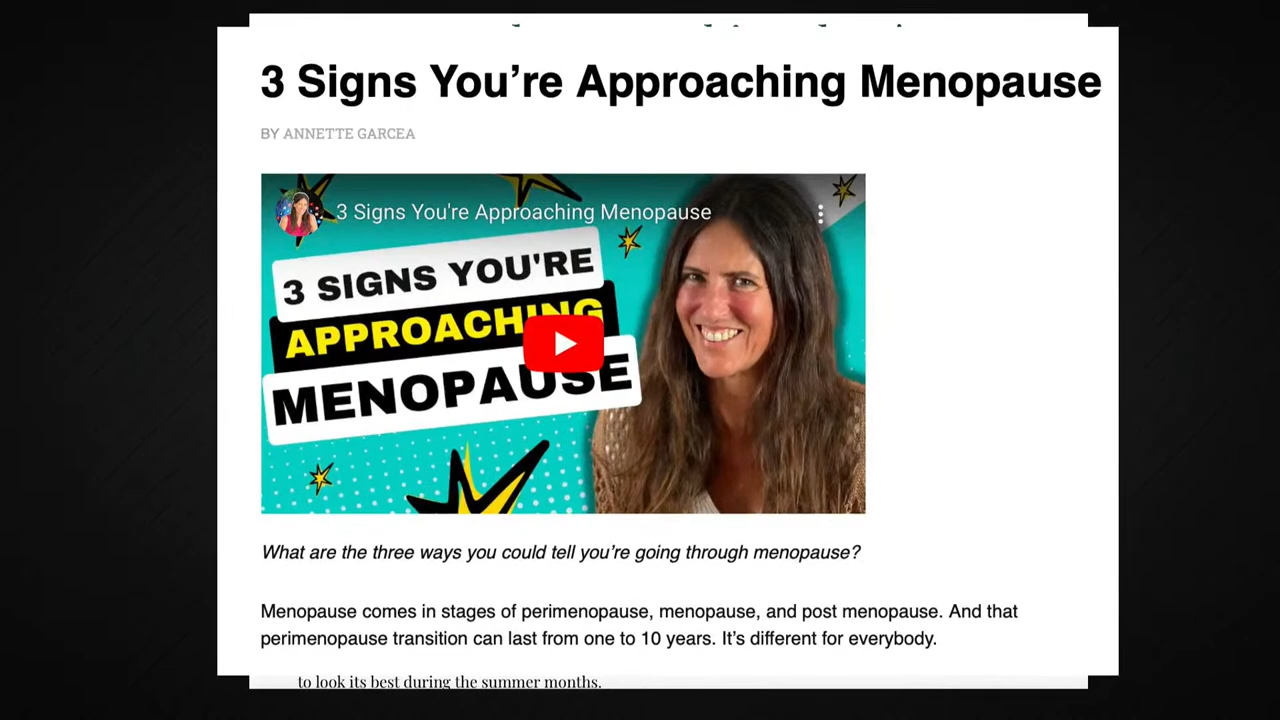 3 Signs You’re Approaching Menopause
BY ANNETTE GARCEA
3 Signs You're Approaching Menopause
3 SIGNS YOU'RE
APPROACHING
MENOPAUSE
What are the three ways you could tell you’re going through menopause?
Menopause comes in stages of perimenopause, menopause, and post menopause. And that
perimenopause transition can last from one to 10 years. It’s different for everybody.
to look its best during the summer months.